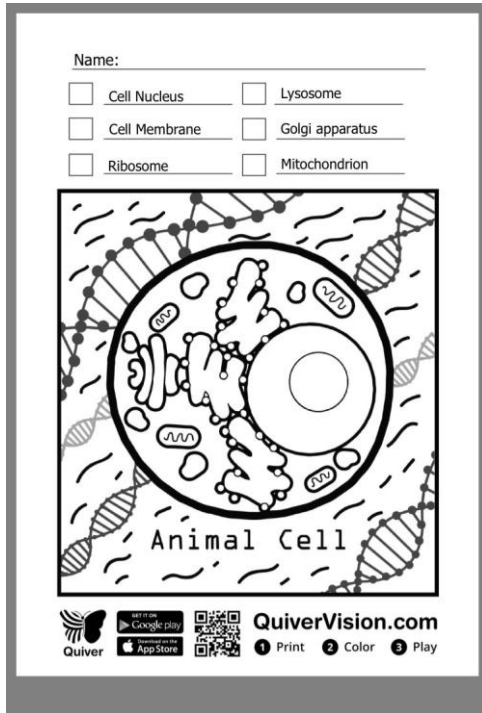 Name:
Cell Nucleus
Lysosome
Cell Membrane
Golgi apparatus
Ribosome
Mitochondrion
Animal Cell
Quiver
GET IT ON
Google play
Download on the
App Store
QuiverVision.com
1 Print 2 Color 3 Play